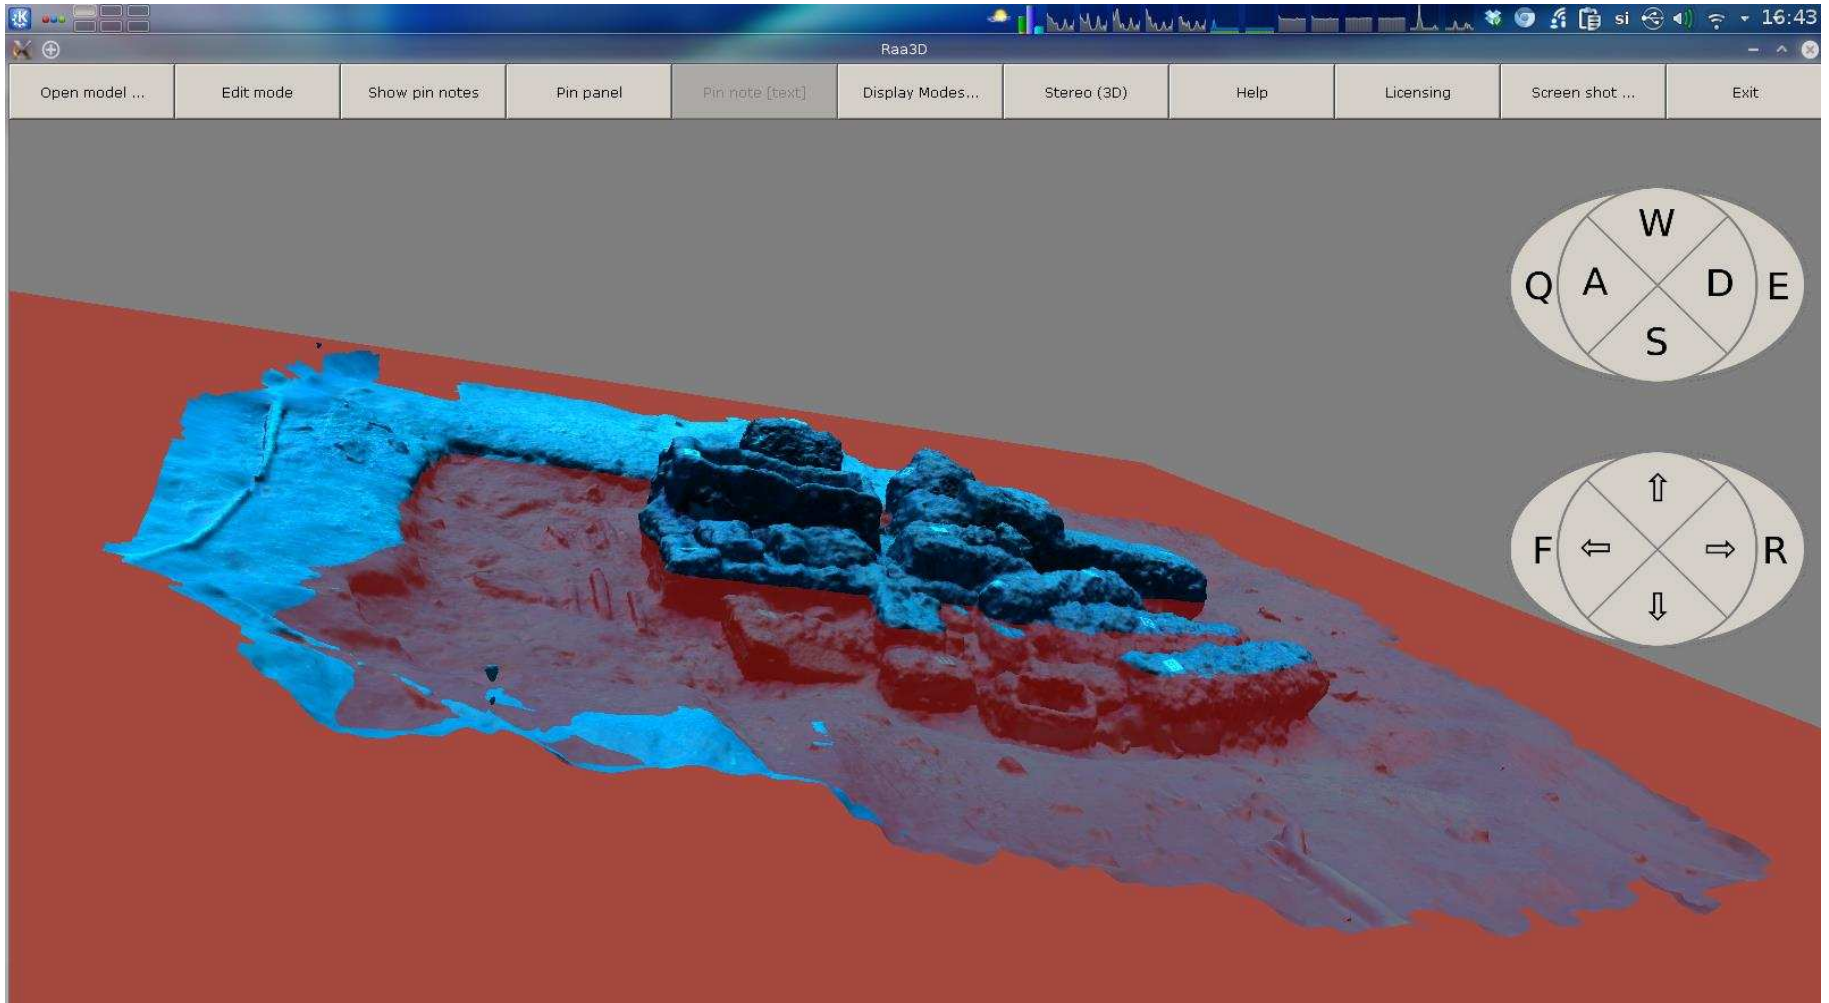 si 16:43
Raa3D
Open model ... Edit mode Show pin notes Pin panel Pin note [text] Display Modes... Stereo (3D) Help Licensing Screen shot ... Exit
W
Q A D E
S
⇧
F ⇦ ⇨ R
⇩